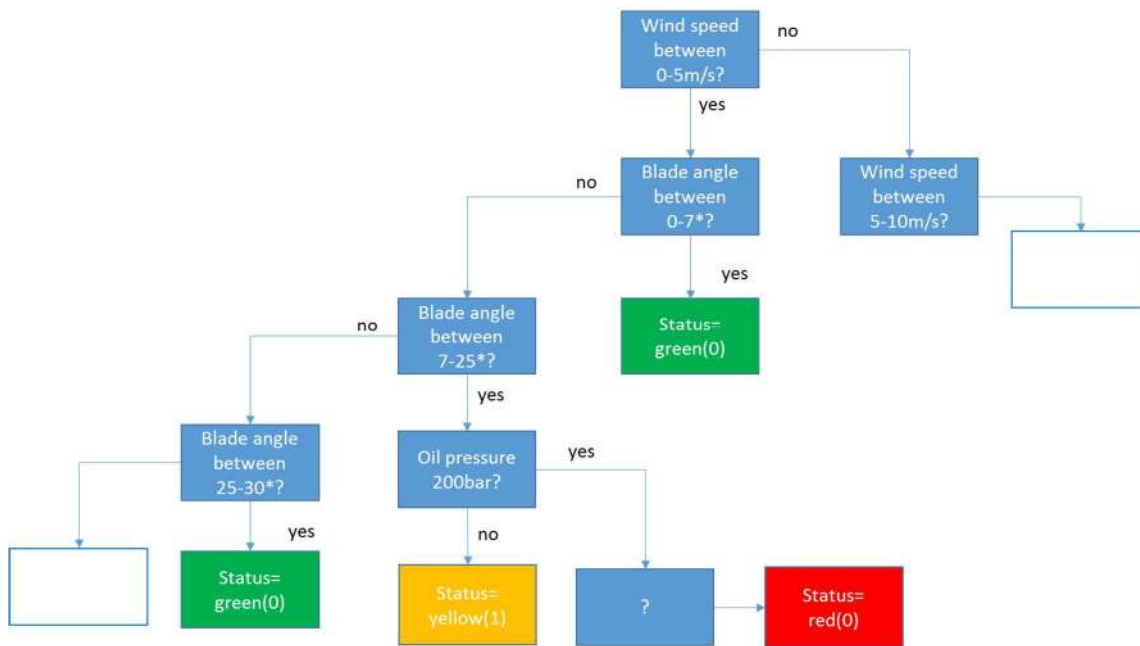 Wind speed
between
0-5m/s?
no
yes
Blade angle
between
0-7*?
no
Wind speed
between
5-10m/s?
yes
Status=
green(0)
Blade angle
between
7-25*?
no
yes
Blade angle
between
25-30*?
Oil pressure
200bar?
yes
yes
no
Status=
green(0)
Status=
yellow(1)
?
Status=
red(0)